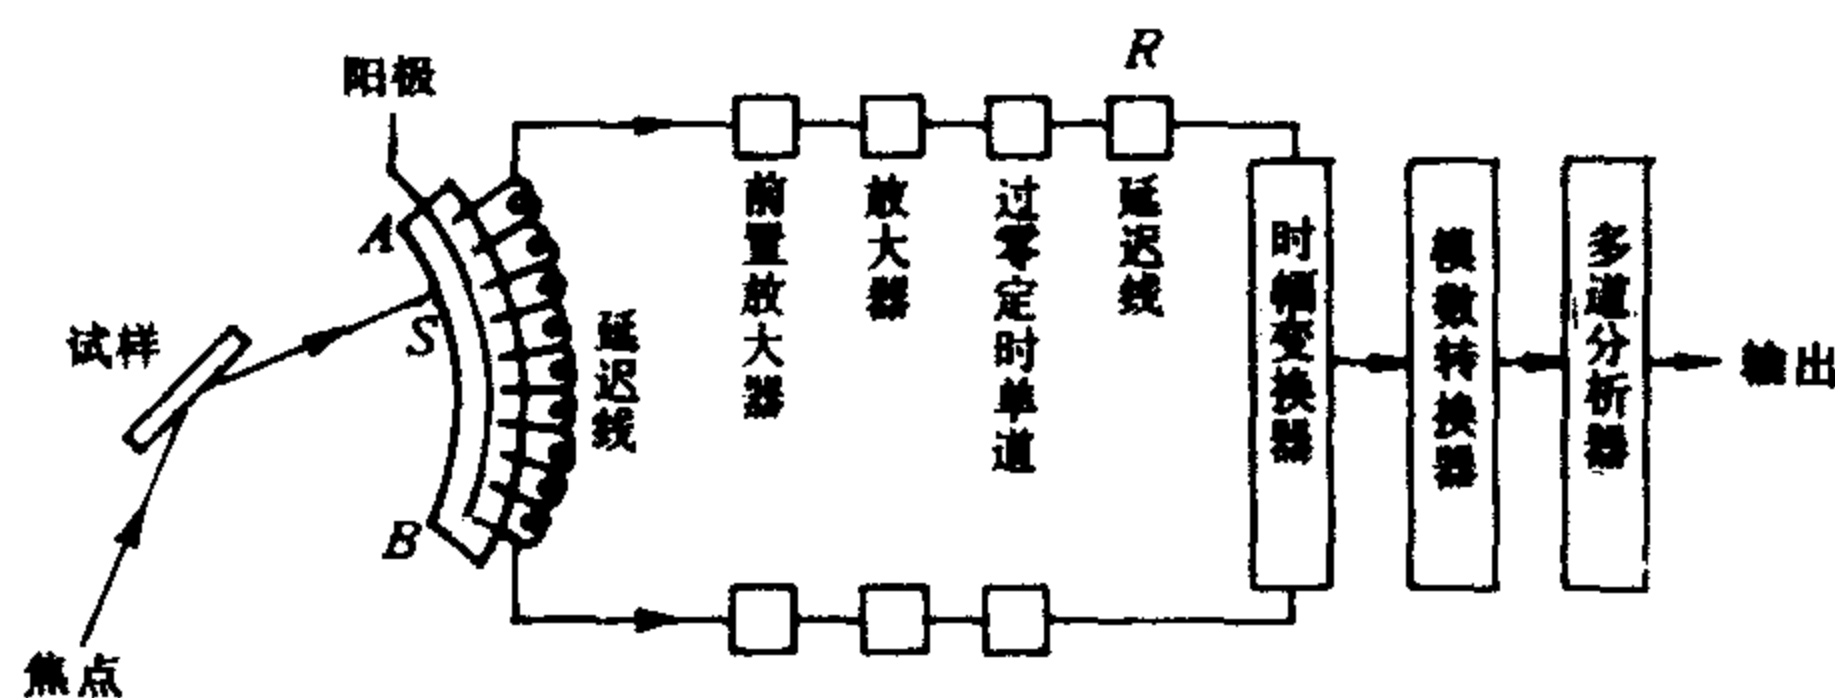 R
阳极
A
S
B
试样
焦点
延迟线
前置放大器
放大器
过零定时单道
延迟线
时幅变换器
模数转换器
多道分析器
输出